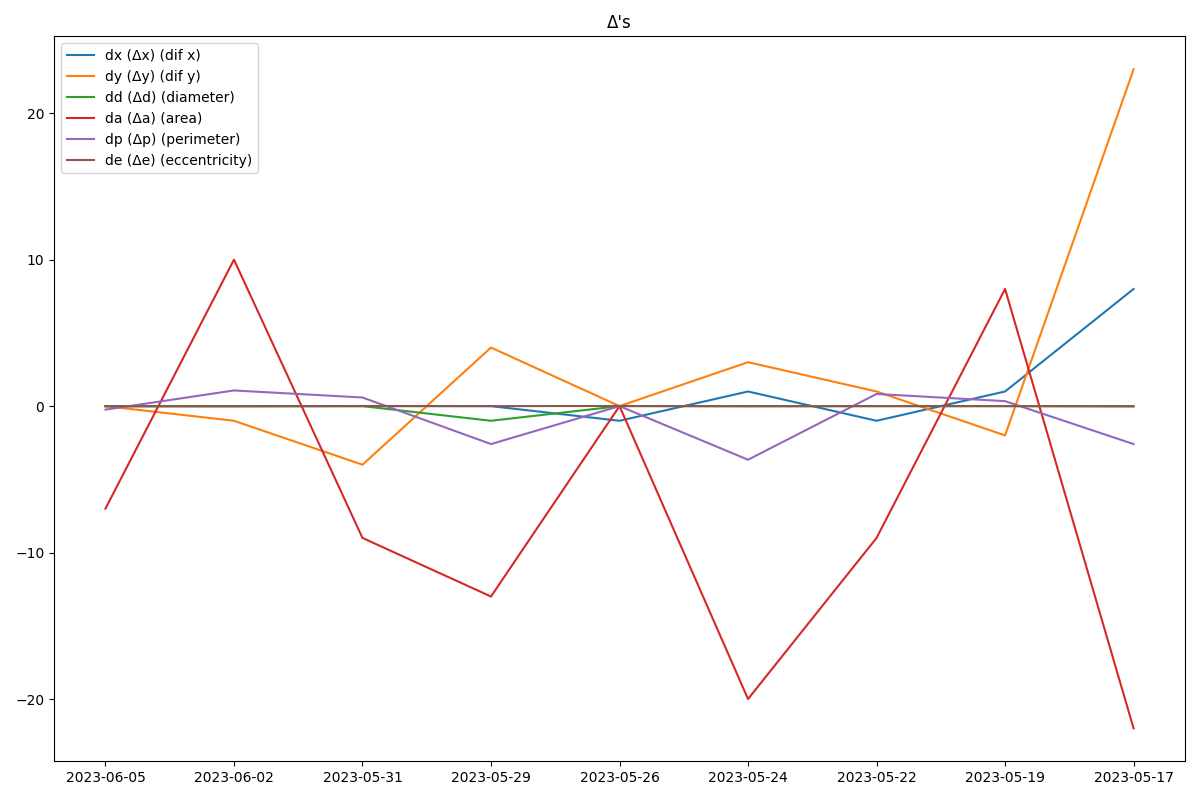 Δ's
dx (Δx) (dif x)
dy (Δy) (dif y)
dd (Δd) (diameter)
da (Δa) (area)
dp (Δp) (perimeter)
de (Δe) (eccentricity)
20
10
0
−10
−20
2023-06-05 2023-06-02 2023-05-31 2023-05-29 2023-05-26 2023-05-24 2023-05-22 2023-05-19 2023-05-17